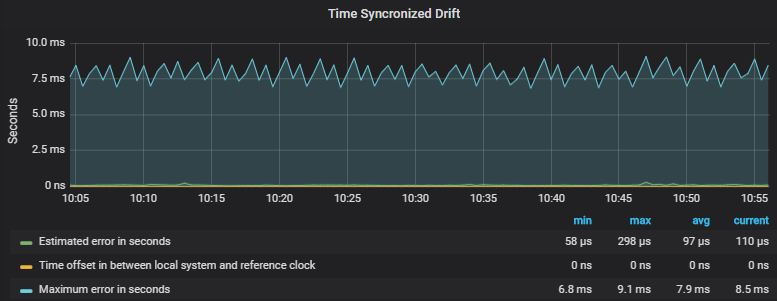 Time Syncronized Drift
Seconds
10.0 ms
7.5 ms
5.0 ms
2.5 ms
0 ns
10:05 10:10 10:15 10:20 10:25 10:30 10:35 10:40 10:45 10:50 10:55
min max avg current
Estimated error in seconds 58 µs 298 µs 97 µs 110 µs
Time offset in between local system and reference clock 0 ns 0 ns 0 ns 0 ns
Maximum error in seconds 6.8 ms 9.1 ms 7.9 ms 8.5 ms